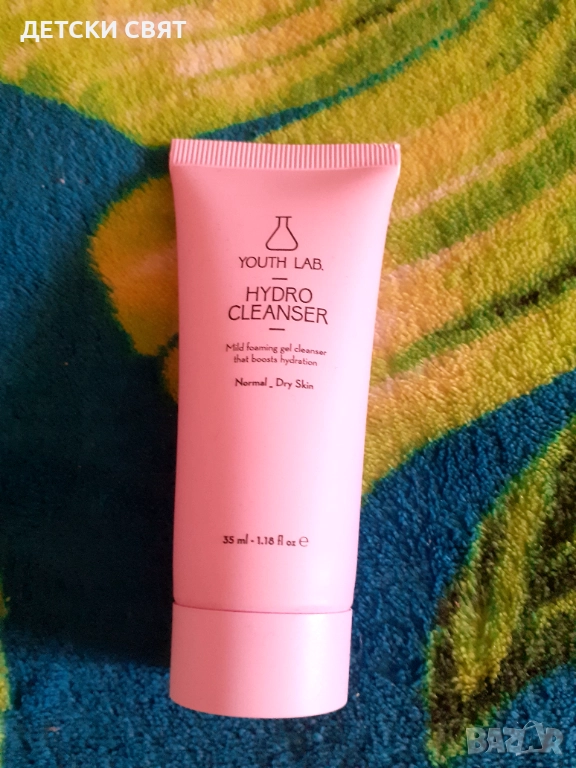 ДЕТСКИ СВЯТ
YOUTH LAB.
HYDRO
CLEANSER
Mild foaming gel cleanser
that boosts hydration
Normal _ Dry Skin
35 ml - 1.18 fl oz ℮
BAZAR